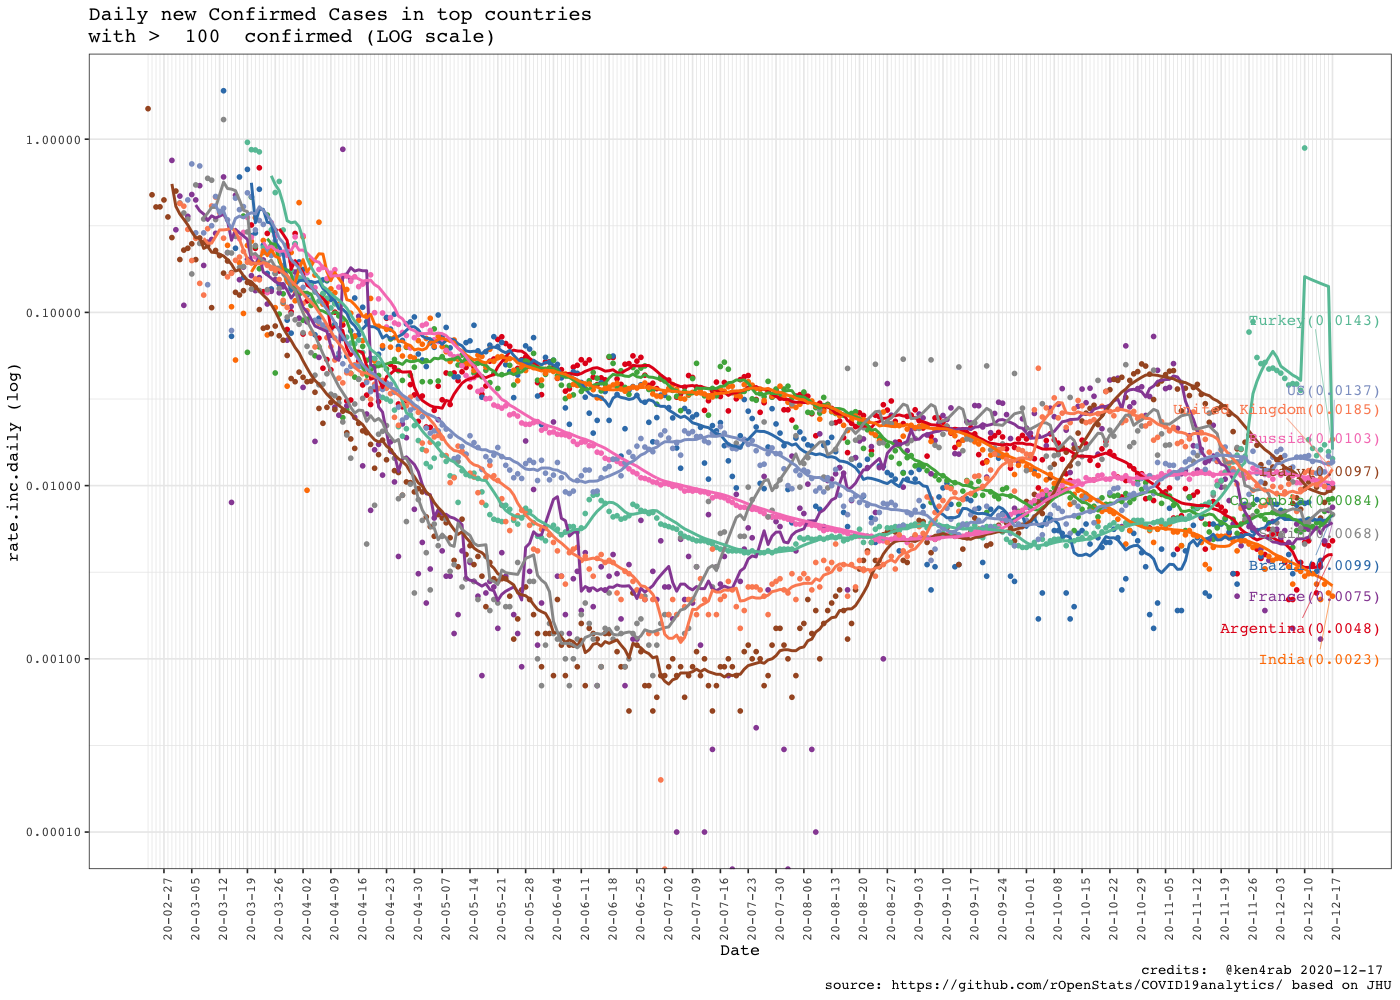 Daily new Confirmed Cases in top countries
with >  100  confirmed (LOG scale)
rate.inc.daily (log)
1.00000
0.10000
0.01000
0.00100
0.00010
Turkey(0.0143)
US(0.0137)
United Kingdom(0.0185)
Russia(0.0103)
Italy(0.0097)
Colombia(0.0084)
Spain(0.0068)
Brazil(0.0099)
France(0.0075)
Argentina(0.0048)
India(0.0023)
20-02-27
20-03-05
20-03-12
20-03-19
20-03-26
20-04-02
20-04-09
20-04-16
20-04-23
20-04-30
20-05-07
20-05-14
20-05-21
20-05-28
20-06-04
20-06-11
20-06-18
20-06-25
20-07-02
20-07-09
20-07-16
20-07-23
20-07-30
20-08-06
20-08-13
20-08-20
20-08-27
20-09-03
20-09-10
20-09-17
20-09-24
20-10-01
20-10-08
20-10-15
20-10-22
20-10-29
20-11-05
20-11-12
20-11-19
20-11-26
20-12-03
20-12-10
20-12-17
Date
credits:  @ken4rab 2020-12-17
source: https://github.com/rOpenStats/COVID19analytics/ based on JHU